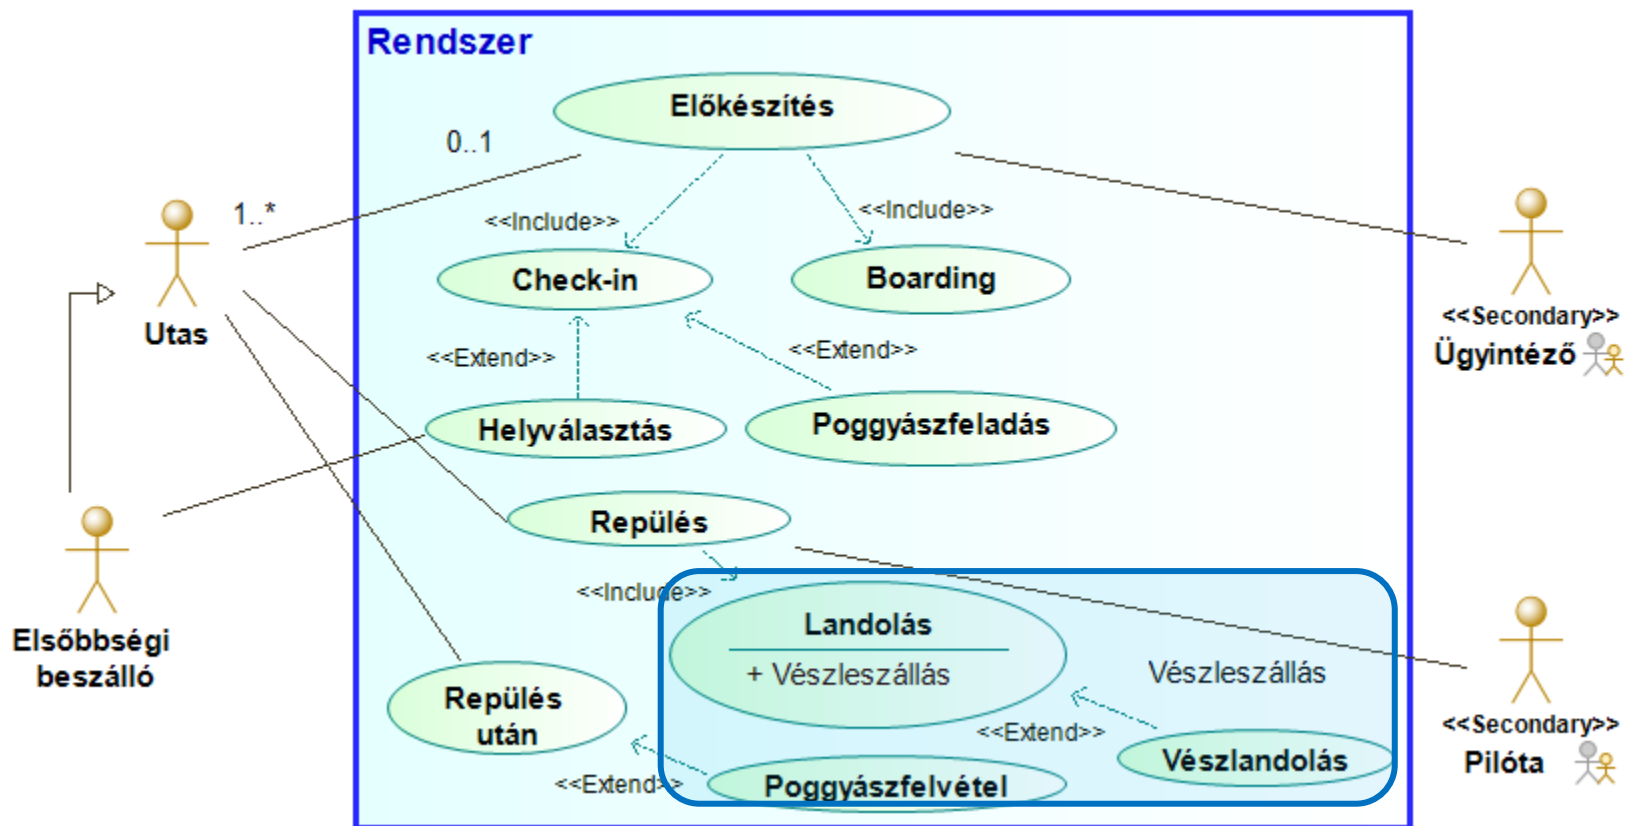 Rendszer
Előkészítés
0..1
1..*
<<Include>>
<<Include>>
Check-in
Boarding
Utas
<<Secondary>>
Ügyintéző
<<Extend>>
<<Extend>>
Helyválasztás
Poggyászfeladás
Repülés
<<Include>>
Elsőbbségi
beszálló
Landolás
+ Vészleszállás
Vészleszállás
Repülés
után
<<Extend>>
<<Secondary>>
Pilóta
Vészlandolás
<<Extend>>
Poggyászfelvétel